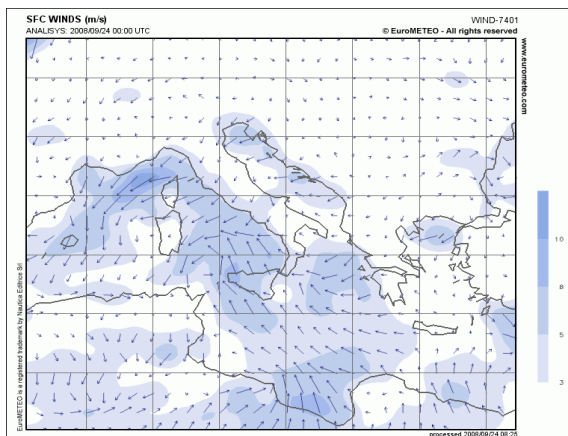 SFC WINDS (m/s)
WIND-7401
ANALISYS: 2008/09/24 00:00 UTC
© EuroMETEO - All rights reserved
www.eurometeo.com
10
8
5
3
EuroMETEO is a registered trademark by Nautica Editrice Srl
processed 2008/09/24 08:26